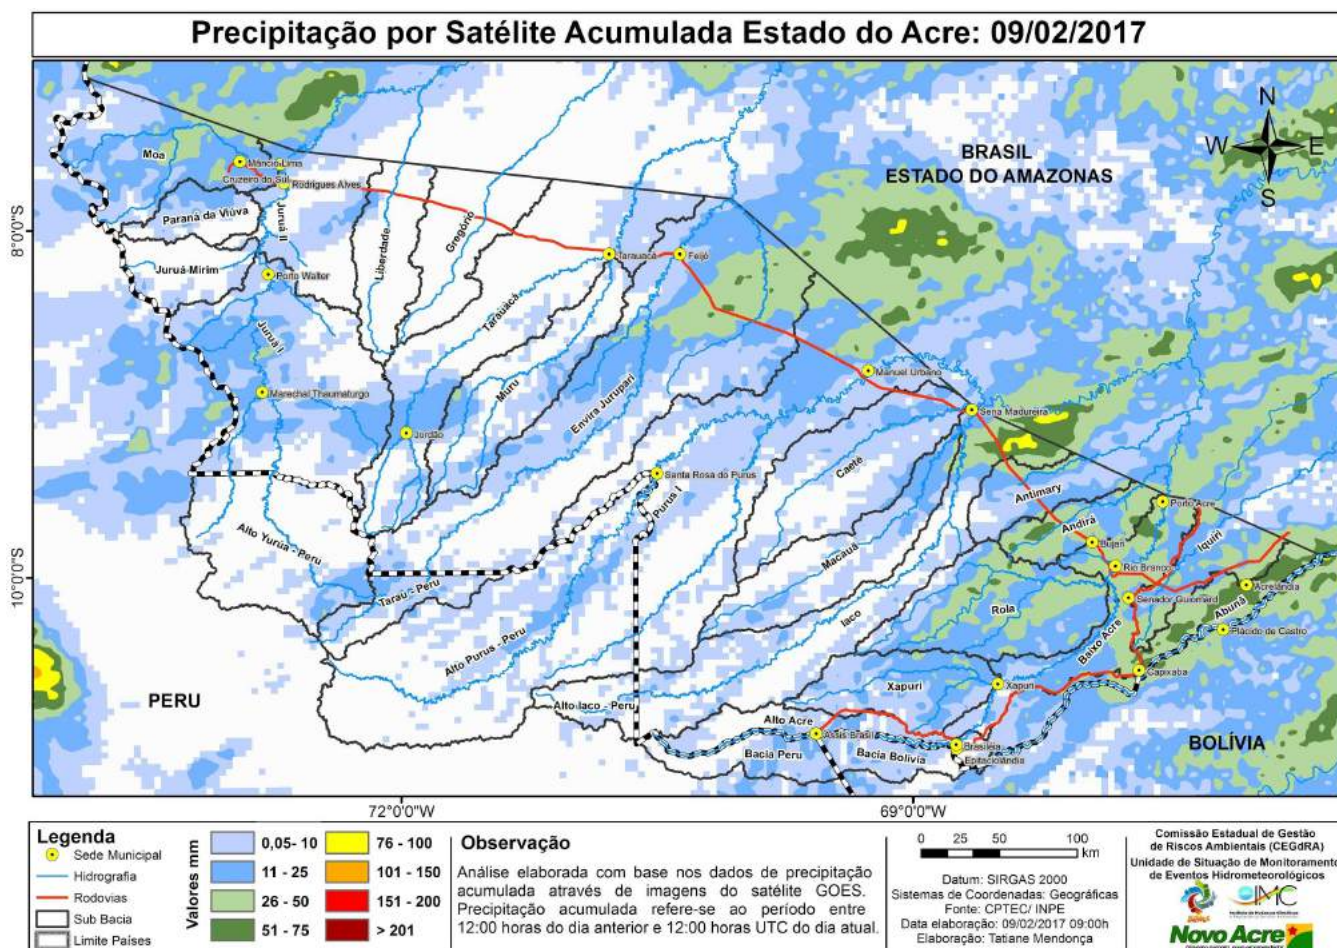 Precipitação por Satélite Acumulada Estado do Acre: 09/02/2017
N
W
E
S
BRASIL
ESTADO DO AMAZONAS
PERU
BOLÍVIA
8°0'0"S
10°0'0"S
72°0'0"W
69°0'0"W
Moa
Mâncio Lima
Cruzeiro do Sul
Rodrigues Alves
Paraná da Viúva
Juruá II
Juruá Mirim
Porto Walter
Liberdade
Gregório
Tarauacá
Feijó
Tarauacá
Juruá I
Marechal Thaumaturgo
Muru
Envira Jurupari
Jordão
Manuel Urbano
Sena Madureira
Santa Rosa do Purus
Purus I
Caeté
Antimary
Porto Acre
Andirá
Bujari
Iquiri
Rio Branco
Alto Yurúa - Peru
Tarau - Peru
Macauã
Acrelândia
Senador Guiomard
Abunã
Rola
Iaco
Plácido de Castro
Baixo Acre
Alto Purus - Peru
Capixaba
Xapuri
Xapuri
Alto Iaco - Peru
Alto Acre
Assis Brasil
Brasiléia
Bacia Peru
Bacia Bolívia
Epitaciolândia
Legenda
Sede Municipal
Hidrografia
Rodovias
Sub Bacia
Limite Países
Valores mm
0,05- 10
11 - 25
26 - 50
51 - 75
76 - 100
101 - 150
151 - 200
> 201
Observação
Análise elaborada com base nos dados de precipitação
acumulada através de imagens do satélite GOES.
Precipitação acumulada refere-se ao período entre
12:00 horas do dia anterior e 12:00 horas UTC do dia atual.
0 25 50 100
km
Datum: SIRGAS 2000
Sistemas de Coordenadas: Geográficas
Fonte: CPTEC/ INPE
Data elaboração: 09/02/2017 09:00h
Elaboração: Tatiane Mendonça
Comissão Estadual de Gestão
de Riscos Ambientais (CEGdRA)
Unidade de Situação de Monitoramento
de Eventos Hidrometeorológicos
IMC
Novo Acre